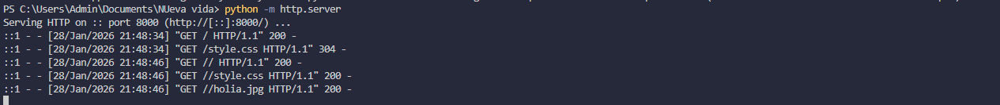 PS C:\Users\Admin\Documents\NUeva vida> python -m http.server
Serving HTTP on :: port 8000 (http://[::]:8000/) ...
::1 - - [28/Jan/2026 21:48:34] "GET / HTTP/1.1" 200 -
::1 - - [28/Jan/2026 21:48:34] "GET /style.css HTTP/1.1" 304 -
::1 - - [28/Jan/2026 21:48:46] "GET // HTTP/1.1" 200 -
::1 - - [28/Jan/2026 21:48:46] "GET //style.css HTTP/1.1" 200 -
::1 - - [28/Jan/2026 21:48:46] "GET //holia.jpg HTTP/1.1" 200 -